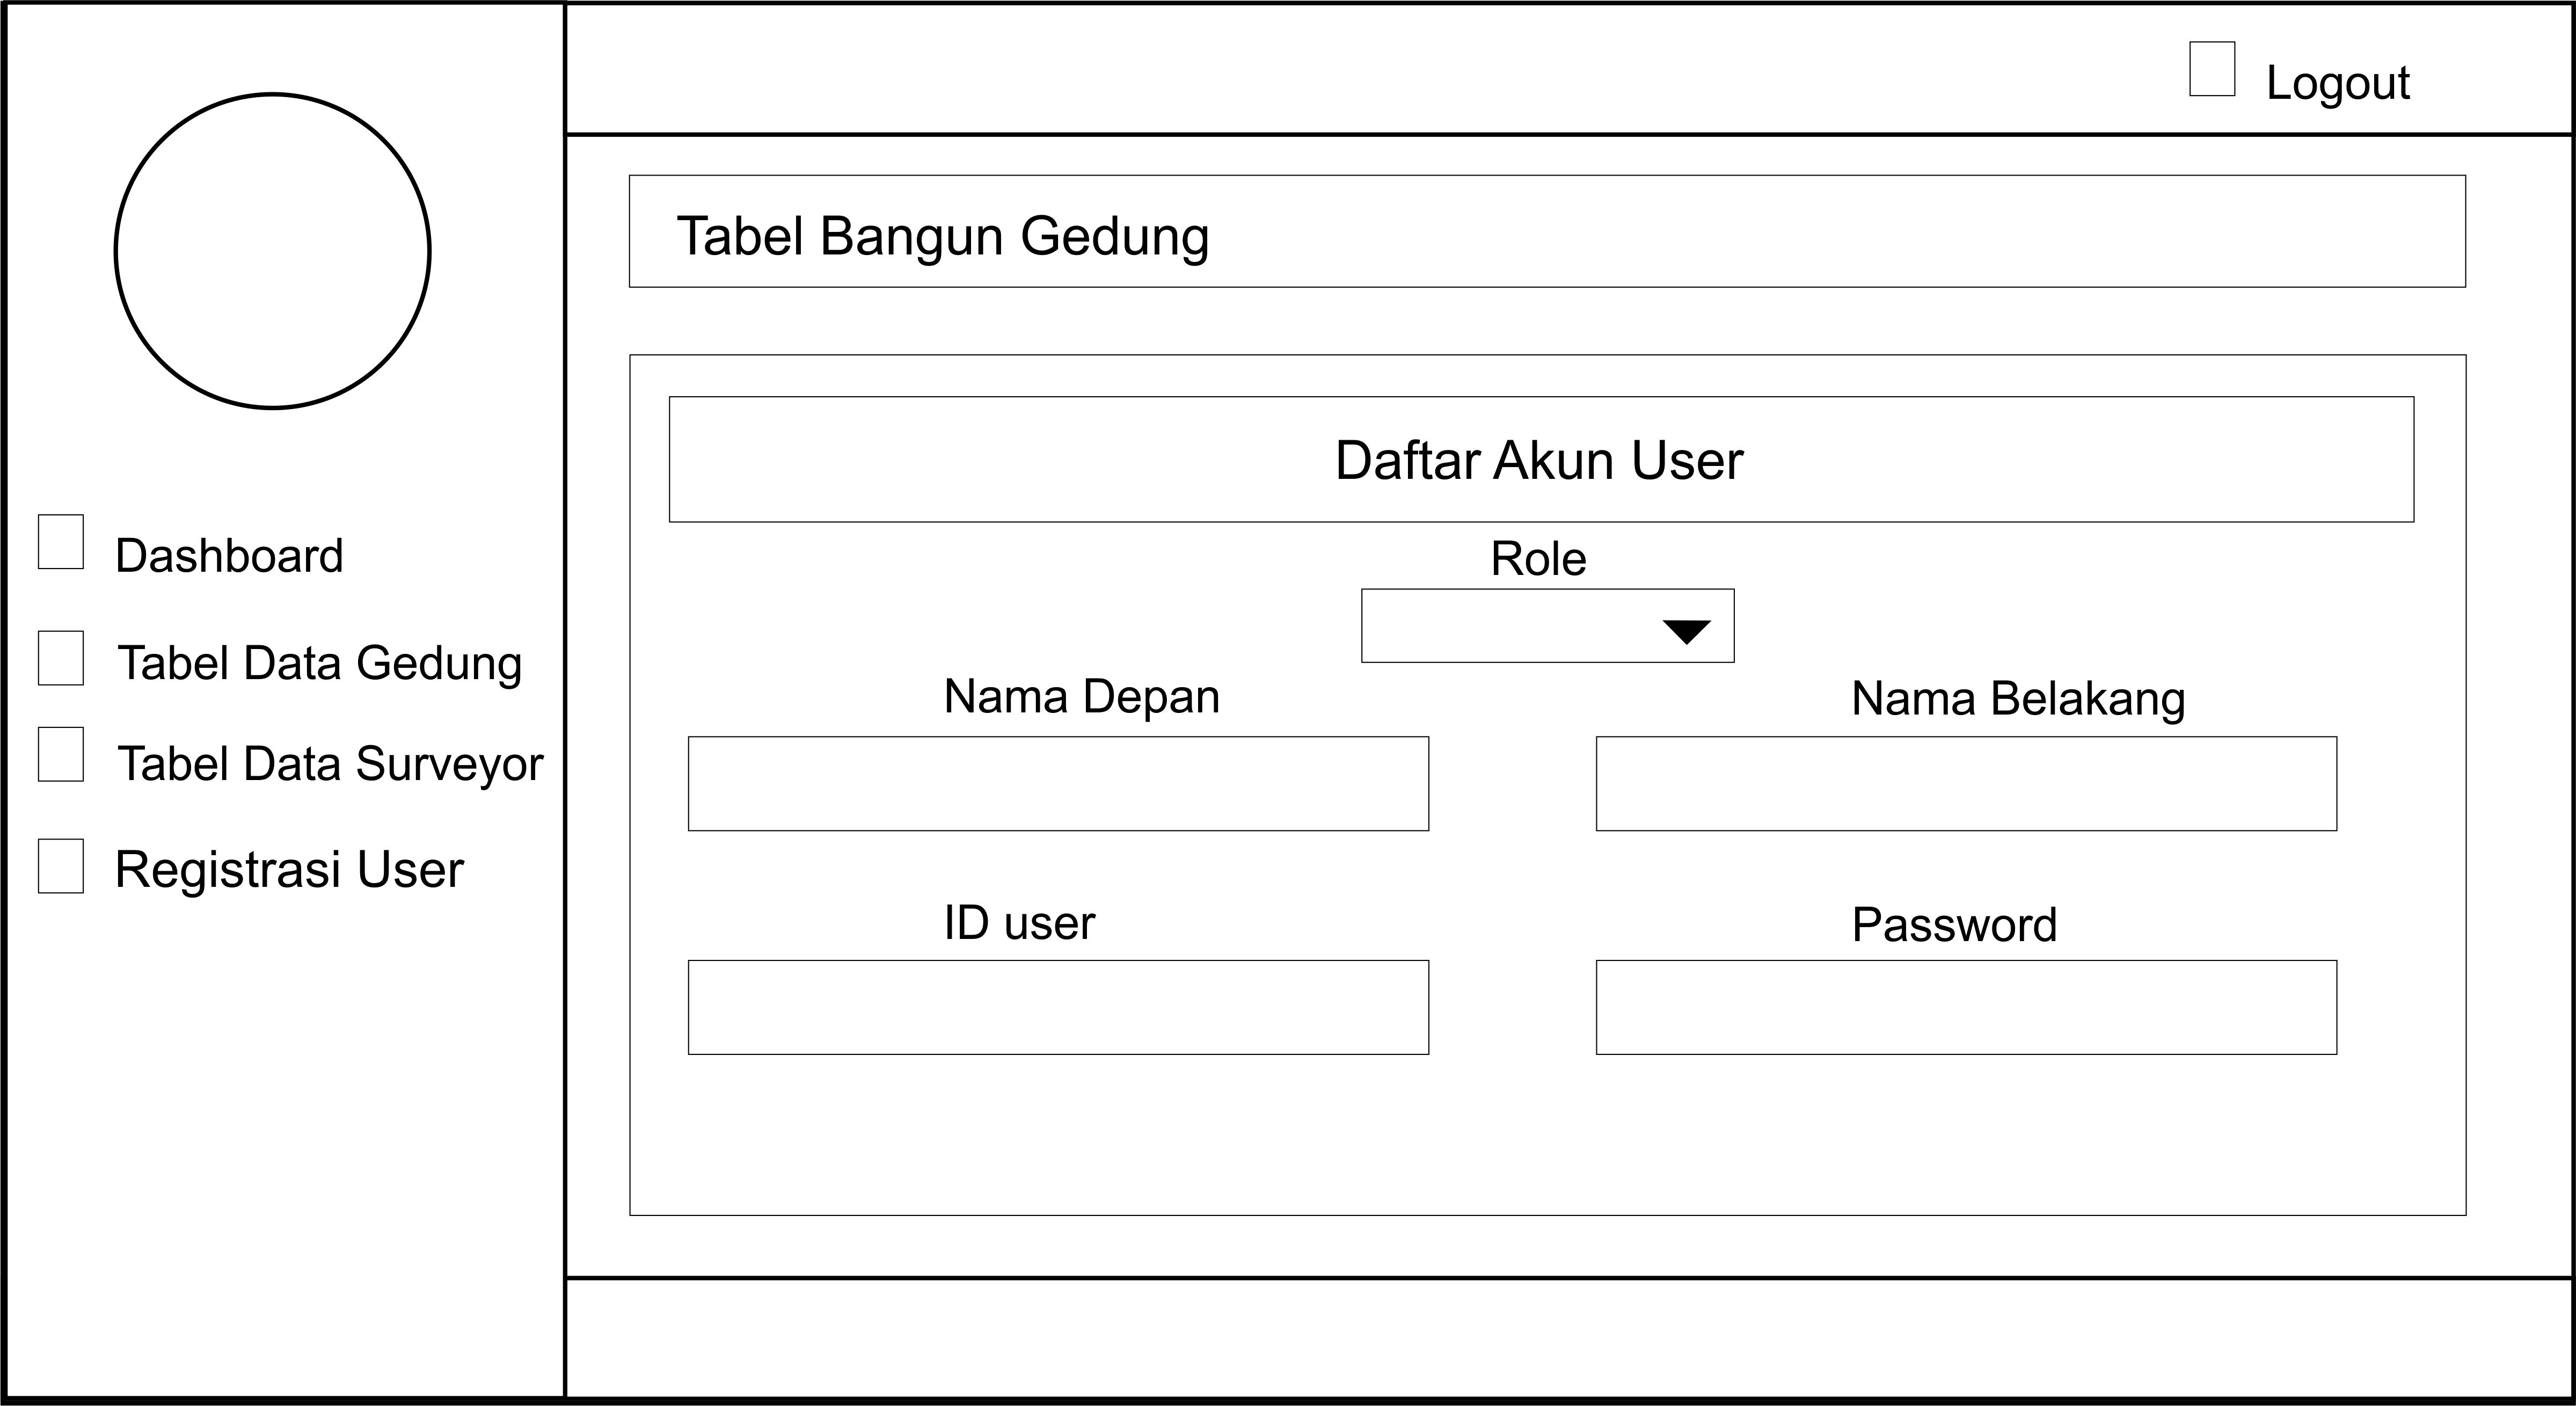 Logout
Tabel Bangun Gedung
Daftar Akun User
Dashboard
Role
Tabel Data Gedung
Nama Depan
Nama Belakang
Tabel Data Surveyor
Registrasi User
ID user
Password